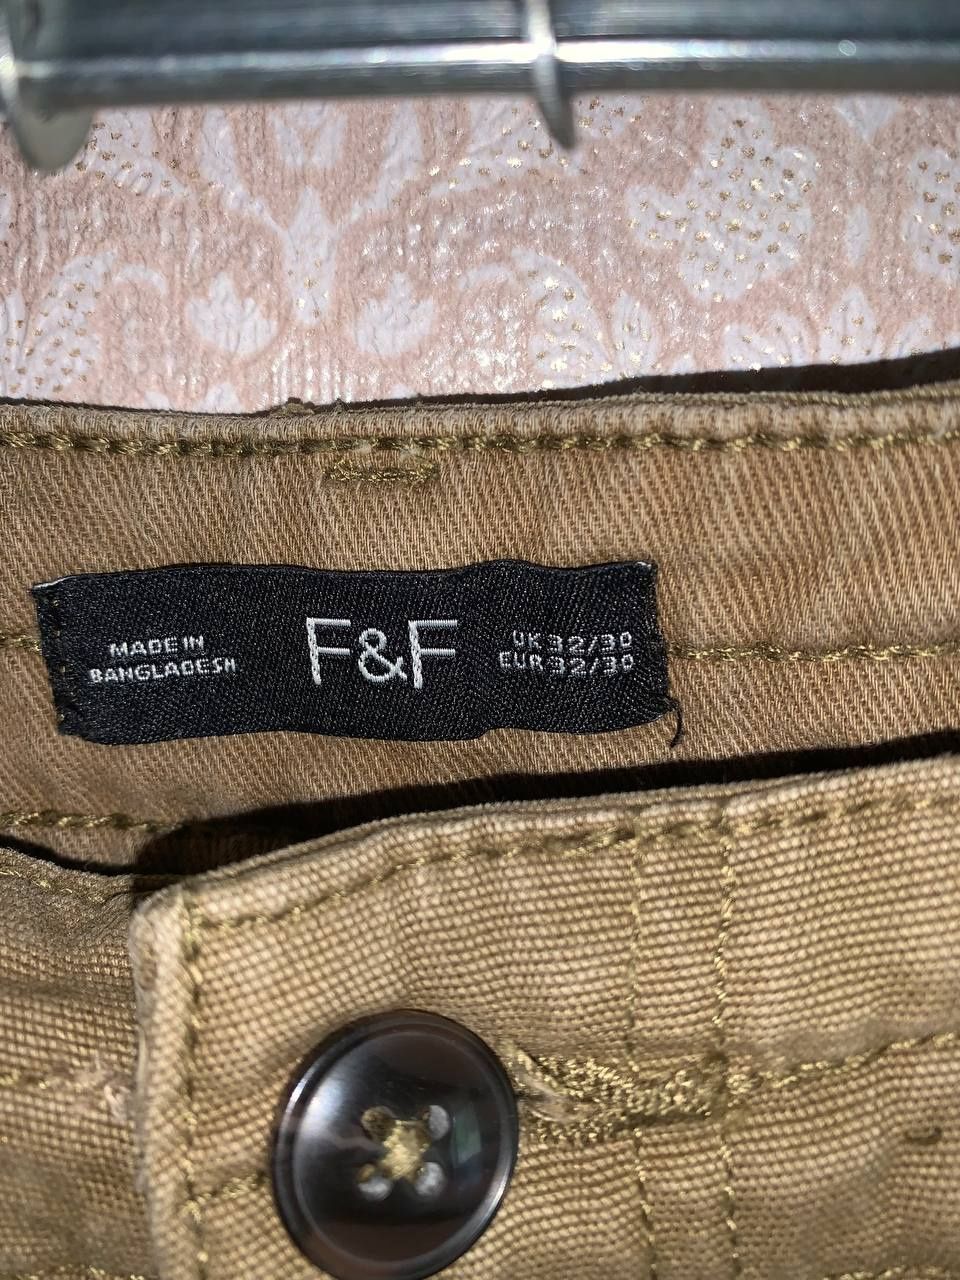 MADE IN
BANGLADESH
F&F
UK 32/30
EUR 32/30